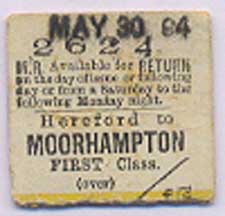 MAY 30 94
2624
M.R. Available for RETURN
on the day of issue or following
day or from a Saturday to the
following Monday night.
Hereford to
MOORHAMPTON
FIRST Class.
(over)